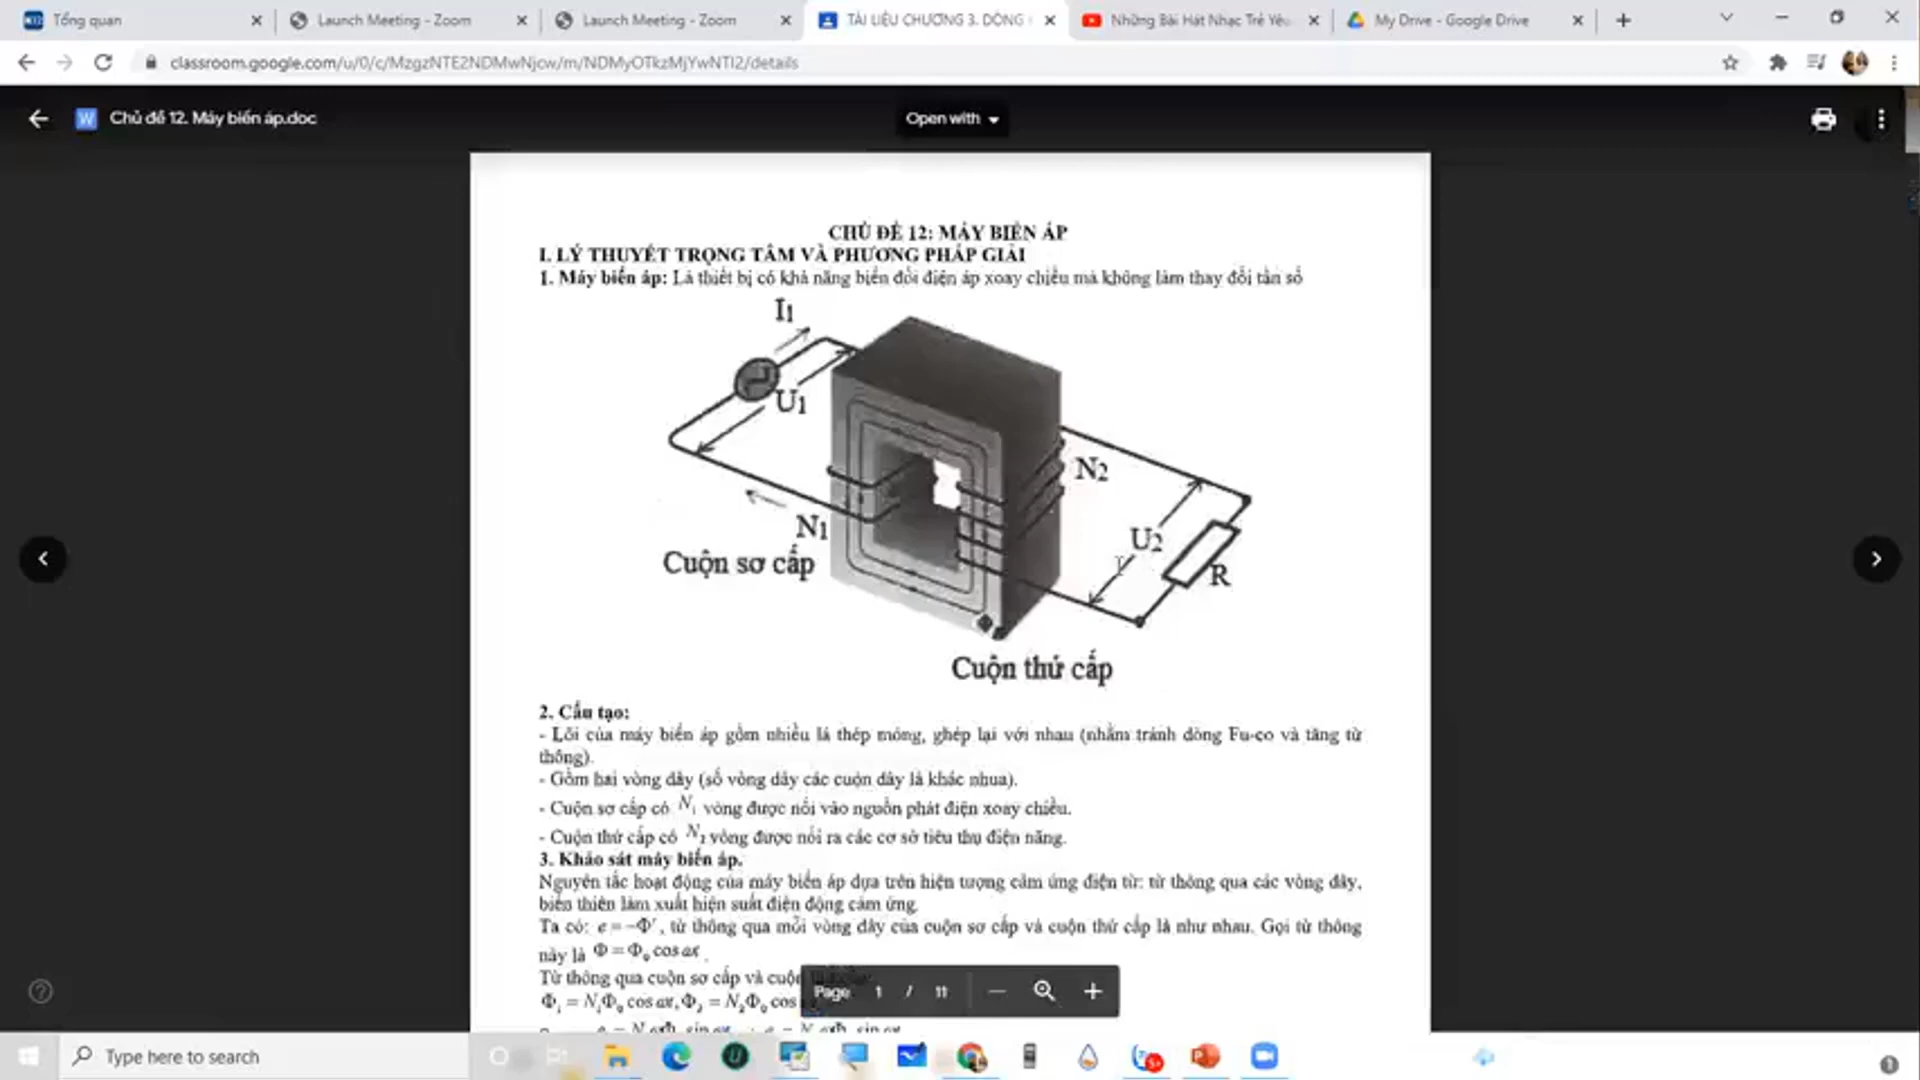 Tổng quan
Launch Meeting - Zoom
Launch Meeting - Zoom
TÀI LIỆU CHƯƠNG 3. DÒNG
Những Bài Hát Nhạc Trẻ Yêu
My Drive - Google Drive
classroom.google.com/u/0/c/MzgzNTE2NDMwNjcw/m/NDMyOTkzMjYwNTI2/details
W
Chủ đề 12. Máy biến áp.doc
Open with
CHỦ ĐỀ 12: MÁY BIẾN ÁP
I. LÝ THUYẾT TRỌNG TÂM VÀ PHƯƠNG PHÁP GIẢI
1. Máy biến áp: Là thiết bị có khả năng biến đổi điện áp xoay chiều mà không làm thay đổi tần số
I1
U1
N2
N1
U2
Cuộn sơ cấp
R
Cuộn thứ cấp
2. Cấu tạo:
- Lõi của máy biến áp gồm nhiều lá thép mỏng, ghép lại với nhau (nhằm tránh dòng Fu-co và tăng từ
thông).
- Gồm hai vòng dây (số vòng dây các cuộn dây là khác nhua).
- Cuộn sơ cấp có N₁ vòng được nối vào nguồn phát điện xoay chiều.
- Cuộn thứ cấp có N₂ vòng được nối ra các cơ sở tiêu thụ điện năng.
3. Khảo sát máy biến áp.
Nguyên tắc hoạt động của máy biến áp dựa trên hiện tượng cảm ứng điện từ: từ thông qua các vòng dây,
biến thiên làm xuất hiện suất điện động cảm ứng.
Ta có: e = −Φ', từ thông qua mỗi vòng dây của cuộn sơ cấp và cuộn thứ cấp là như nhau. Gọi từ thông
này là Φ = Φ₀ cos ωt.
Từ thông qua cuộn sơ cấp và cuộn
Φ₁ = N₁Φ₀ cos ωt, Φ₂ = N₂Φ₀ cos
Page 1 / 11
Type here to search
5+